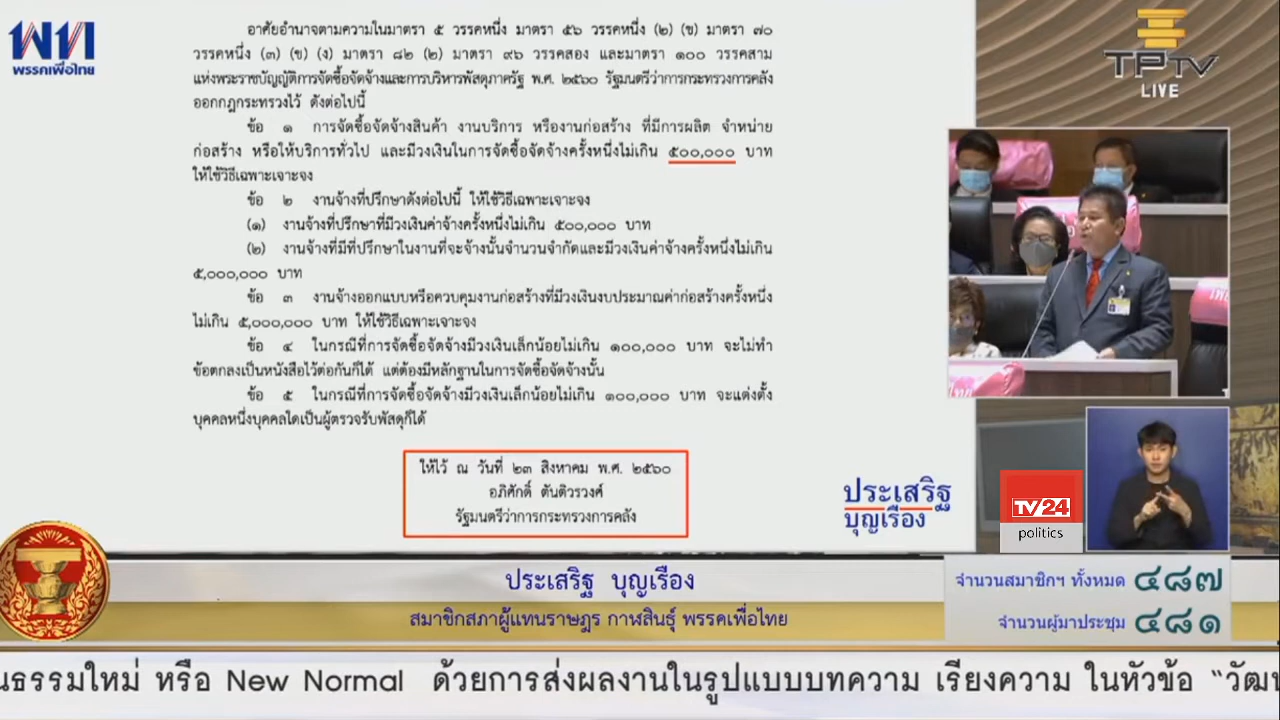 พท
พรรคเพื่อไทย
อาศัยอำนาจตามความในมาตรา ๕ วรรคหนึ่ง มาตรา ๕๖ วรรคหนึ่ง (๒) (ข) มาตรา ๗๐
วรรคหนึ่ง (๓) (ข) (ง) มาตรา ๘๒ (๒) มาตรา ๙๖ วรรคสอง และมาตรา ๑๐๐ วรรคสาม
แห่งพระราชบัญญัติการจัดซื้อจัดจ้างและการบริหารพัสดุภาครัฐ พ.ศ. ๒๕๖๐ รัฐมนตรีว่าการกระทรวงการคลัง
ออกกฎกระทรวงไว้ ดังต่อไปนี้
ข้อ ๑ การจัดซื้อจัดจ้างสินค้า งานบริการ หรืองานก่อสร้าง ที่มีการผลิต จำหน่าย
ก่อสร้าง หรือให้บริการทั่วไป และมีวงเงินในการจัดซื้อจัดจ้างครั้งหนึ่งไม่เกิน ๕๐๐,๐๐๐ บาท
ให้ใช้วิธีเฉพาะเจาะจง
ข้อ ๒ งานจ้างที่ปรึกษาดังต่อไปนี้ ให้ใช้วิธีเฉพาะเจาะจง
(๑) งานจ้างที่ปรึกษาที่มีวงเงินค่าจ้างครั้งหนึ่งไม่เกิน ๕๐๐,๐๐๐ บาท
(๒) งานจ้างที่มีที่ปรึกษาในงานที่จะจ้างนั้นจำนวนจำกัดและมีวงเงินค่าจ้างครั้งหนึ่งไม่เกิน
๕,๐๐๐,๐๐๐ บาท
ข้อ ๓ งานจ้างออกแบบหรือควบคุมงานก่อสร้างที่มีวงเงินงบประมาณค่าก่อสร้างครั้งหนึ่ง
ไม่เกิน ๕,๐๐๐,๐๐๐ บาท ให้ใช้วิธีเฉพาะเจาะจง
ข้อ ๔ ในกรณีที่การจัดซื้อจัดจ้างมีวงเงินเล็กน้อยไม่เกิน ๑๐๐,๐๐๐ บาท จะไม่ทำ
ข้อตกลงเป็นหนังสือไว้ต่อกันก็ได้ แต่ต้องมีหลักฐานในการจัดซื้อจัดจ้างนั้น
ข้อ ๕ ในกรณีที่การจัดซื้อจัดจ้างมีวงเงินเล็กน้อยไม่เกิน ๑๐๐,๐๐๐ บาท จะแต่งตั้ง
บุคคลหนึ่งบุคคลใดเป็นผู้ตรวจรับพัสดุก็ได้
ให้ไว้ ณ วันที่ ๒๓ สิงหาคม พ.ศ. ๒๕๖๐
อภิศักดิ์ ตันติวรวงศ์
รัฐมนตรีว่าการกระทรวงการคลัง
ประเสริฐ
บุญเรือง
TPTV
LIVE
TV24
politics
ประเสริฐ บุญเรือง
สมาชิกสภาผู้แทนราษฎร กาฬสินธุ์ พรรคเพื่อไทย
จำนวนสมาชิกฯ ทั้งหมด ๔๘๗
จำนวนผู้มาประชุม ๔๘๑
นธรรมใหม่ หรือ New Normal ด้วยการส่งผลงานในรูปแบบบทความ เรียงความ ในหัวข้อ “วัฒน